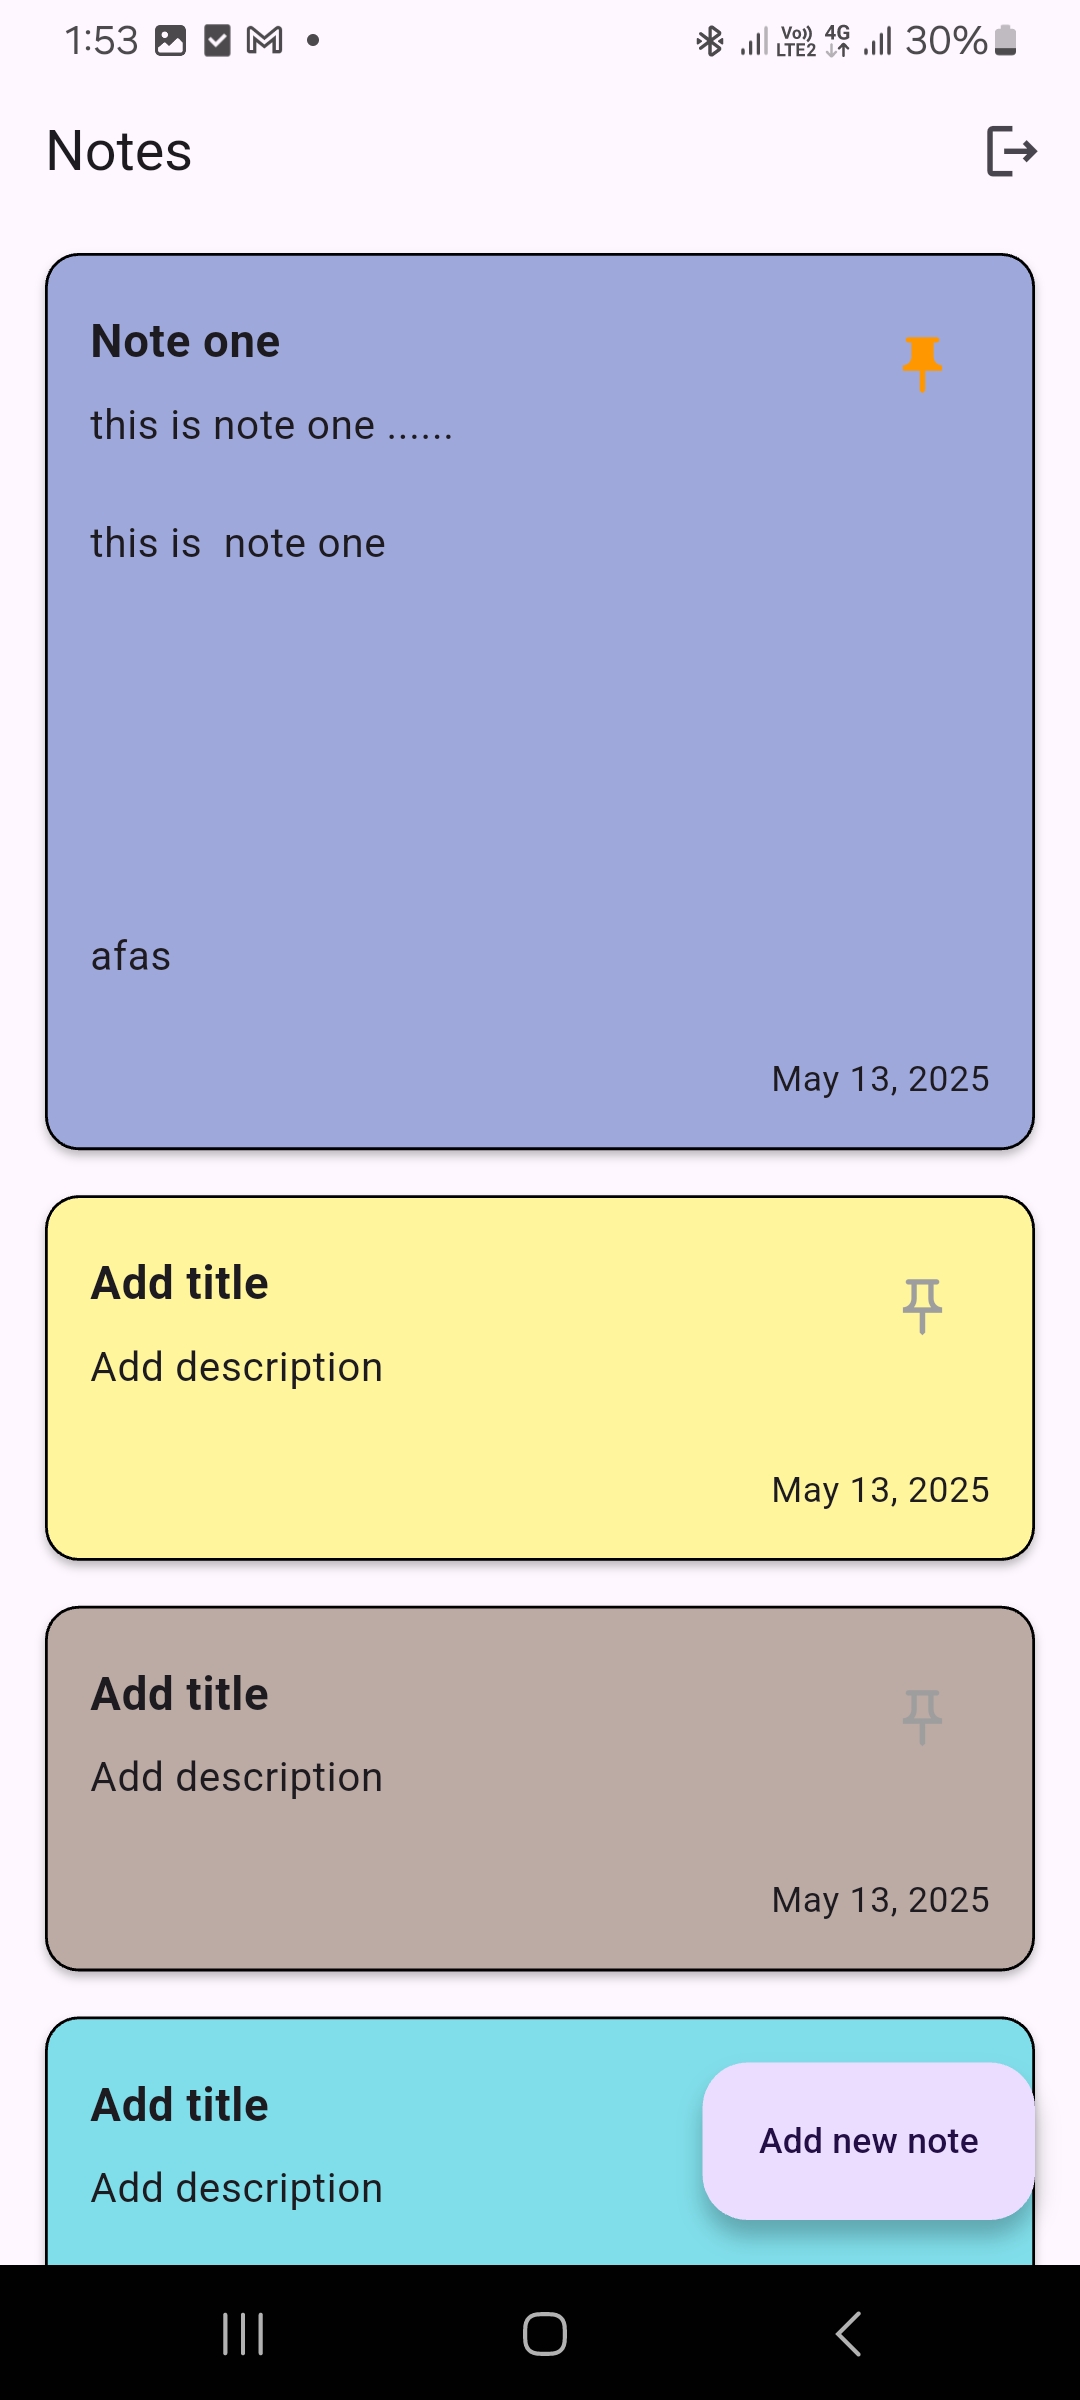 1:53 Vo)) LTE2 4G 30%
Notes
Note one
this is note one ......
this is  note one
afas
May 13, 2025
Add title
Add description
May 13, 2025
Add title
Add description
May 13, 2025
Add title
Add new note
Add description